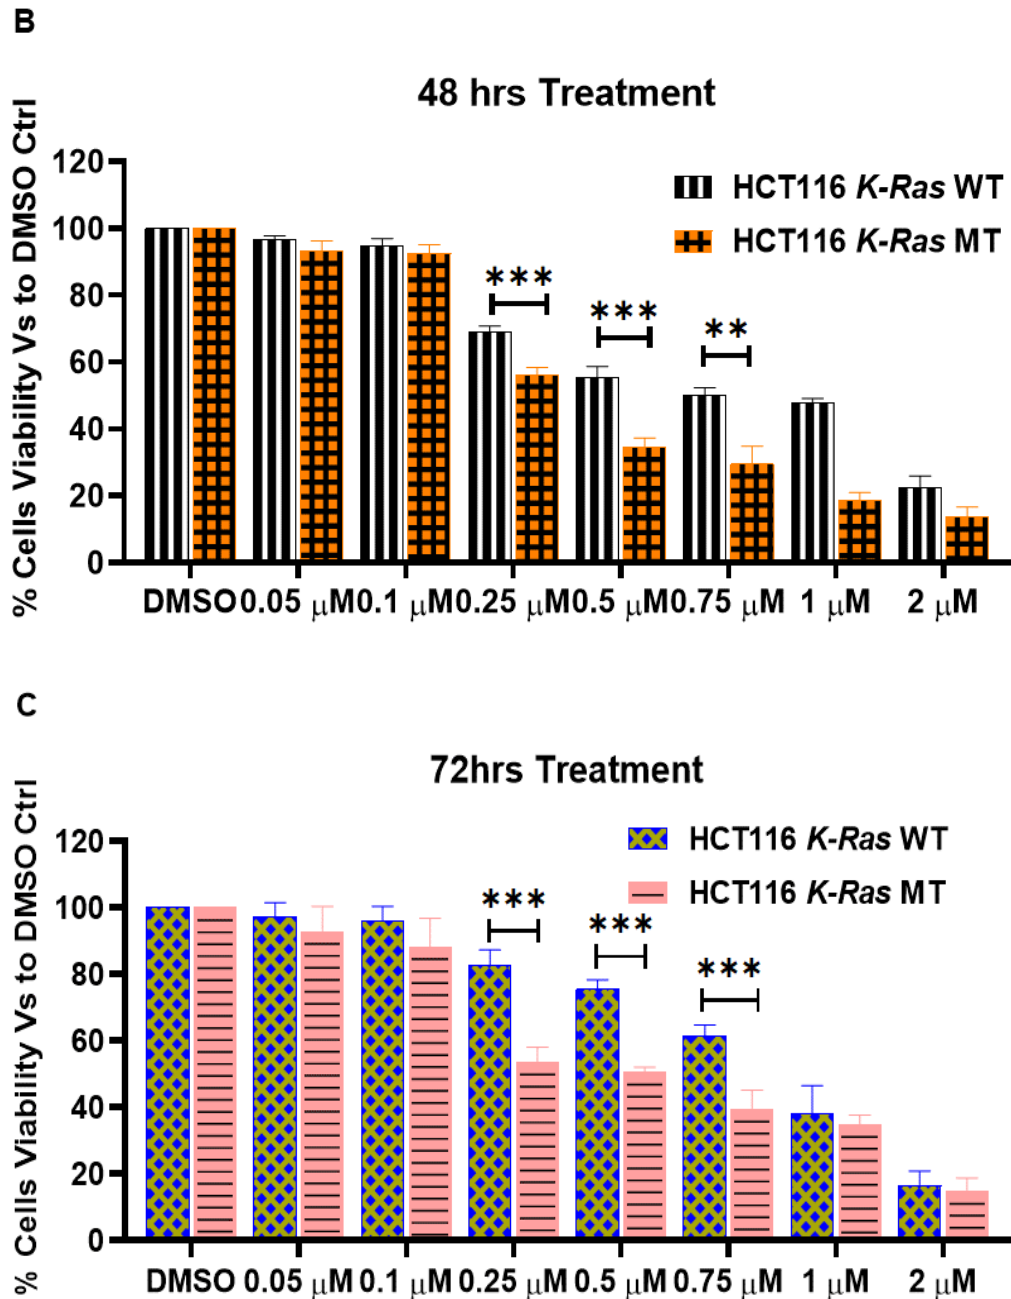 B
48 hrs Treatment
% Cells Viability Vs to DMSO Ctrl
120
100
80
60
40
20
0
HCT116 K-Ras WT
HCT116 K-Ras MT
***
***
**
DMSO 0.05 μM 0.1 μM 0.25 μM 0.5 μM 0.75 μM 1 μM 2 μM
C
72hrs Treatment
% Cells Viability Vs to DMSO Ctrl
120
100
80
60
40
20
0
HCT116 K-Ras WT
HCT116 K-Ras MT
***
***
***
DMSO 0.05 μM 0.1 μM 0.25 μM 0.5 μM 0.75 μM 1 μM 2 μM